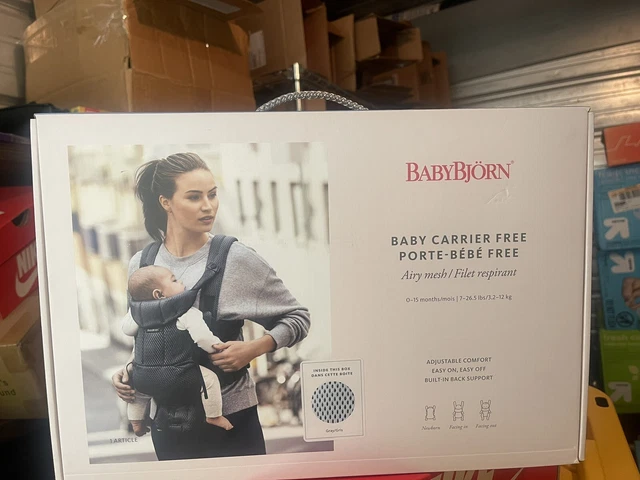 BABYBJÖRN
BABY CARRIER FREE
PORTE-BÉBÉ FREE
Airy mesh / Filet respirant
0–15 months/mois | 7–26.5 lbs/3.2–12 kg
ADJUSTABLE COMFORT
EASY ON, EASY OFF
BUILT-IN BACK SUPPORT
Newborn Facing in Facing out
INSIDE THIS BOX
DANS CETTE BOITE
1 ARTICLE
NIKE